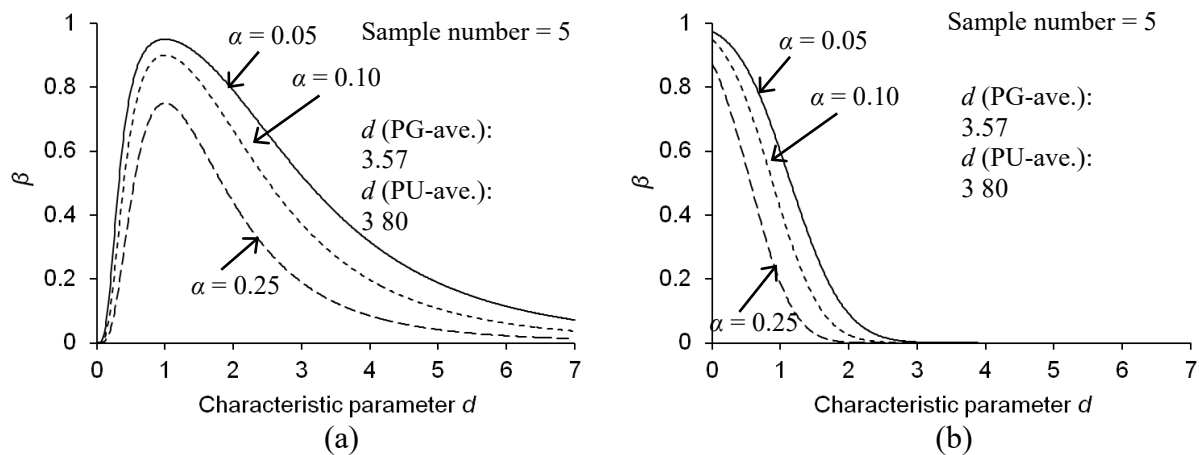 1
0.8
0.6
0.4
0.2
0
β
α = 0.05
Sample number = 5
α = 0.10
d (PG-ave.):
3.57
d (PU-ave.):
3 80
α = 0.25
0 1 2 3 4 5 6 7
Characteristic parameter d
(a)
1
0.8
0.6
0.4
0.2
0
β
Sample number = 5
α = 0.05
α = 0.10
d (PG-ave.):
3.57
d (PU-ave.):
3 80
α = 0.25
0 1 2 3 4 5 6 7
Characteristic parameter d
(b)